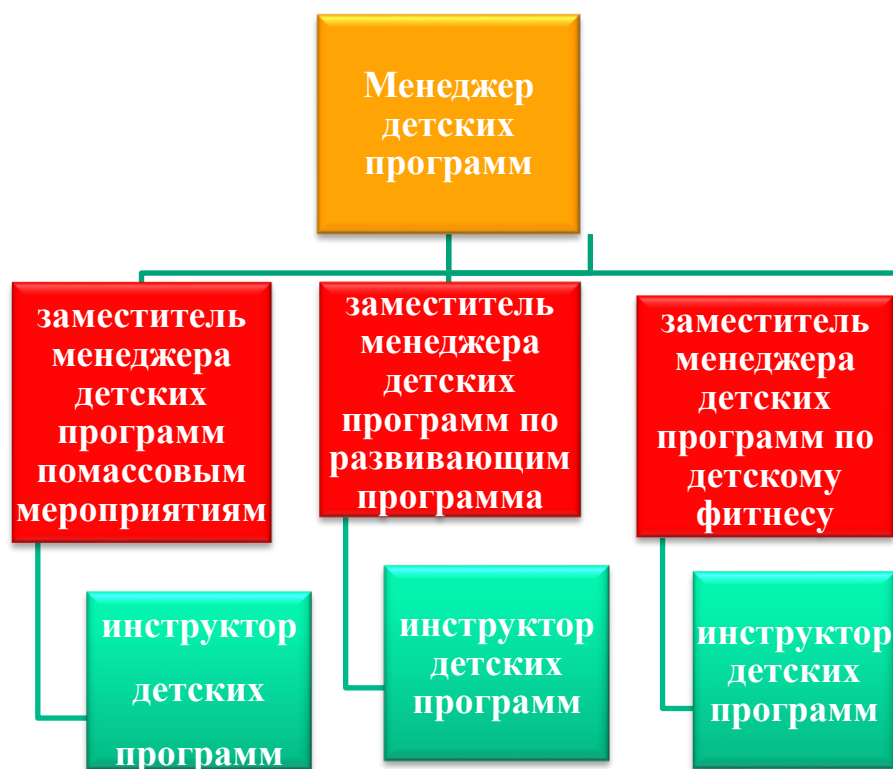 Менеджер
детских
программ
заместитель
менеджера
детских
программ
помассовым
мероприятиям
заместитель
менеджера
детских
программ по
развивающим
программа
заместитель
менеджера
детских
программ по
детскому
фитнесу
инструктор
детских
программ
инструктор
детских
программ
инструктор
детских
программ